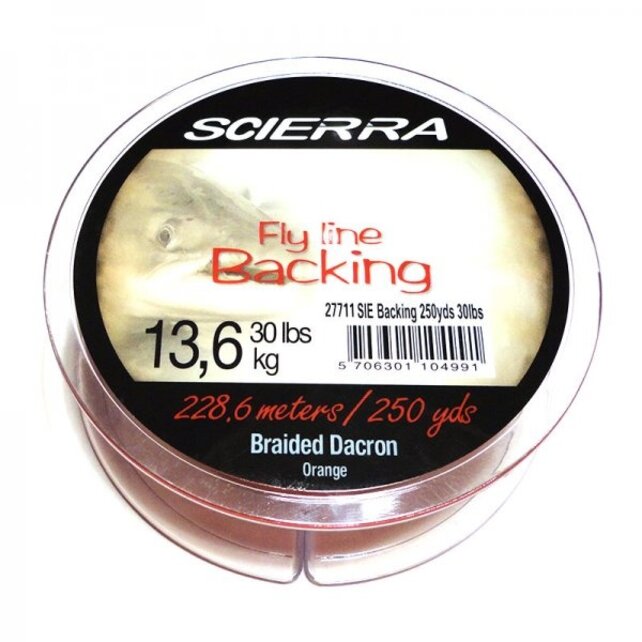 SCIERRA
Fly line
Backing
27711 SIE Backing 250yds 30lbs
13,6 30 lbs
kg
5 706301 104991
228,6 meters / 250 yds
Braided Dacron
Orange